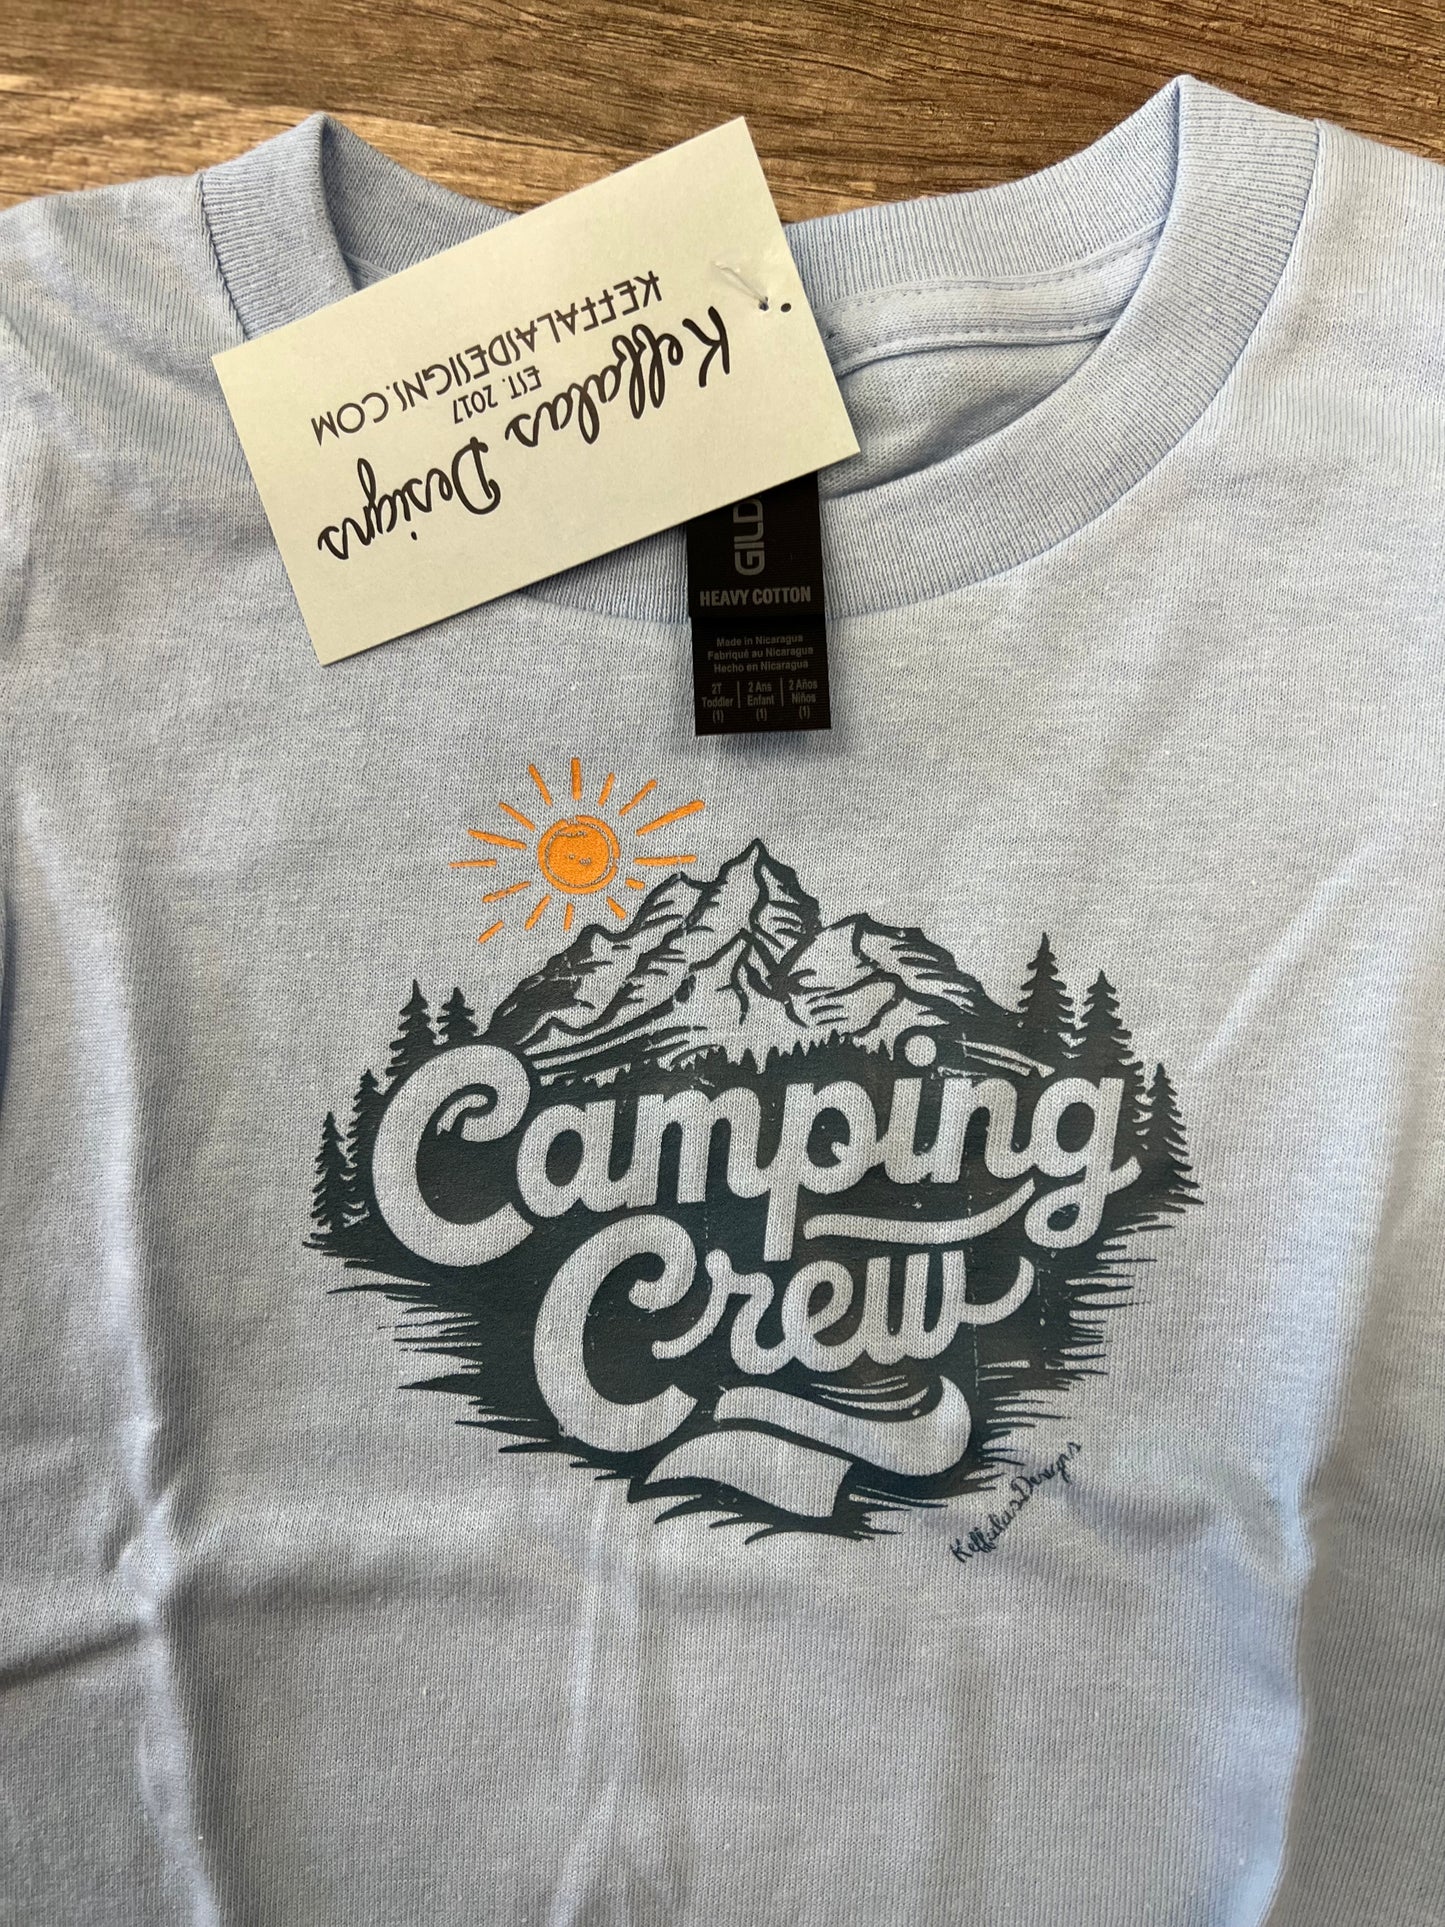 Keffalas Designs
EST. 2017
KEFFALASDESIGNS.COM
GILD
HEAVY COTTON
Made in Nicaragua
Fabriqué au Nicaragua
Hecho en Nicaragua
2T 2 Ans 2 Años
Toddler Enfant Niños
(1) (1) (1)
Camping
Crew
KeffalasDesigns